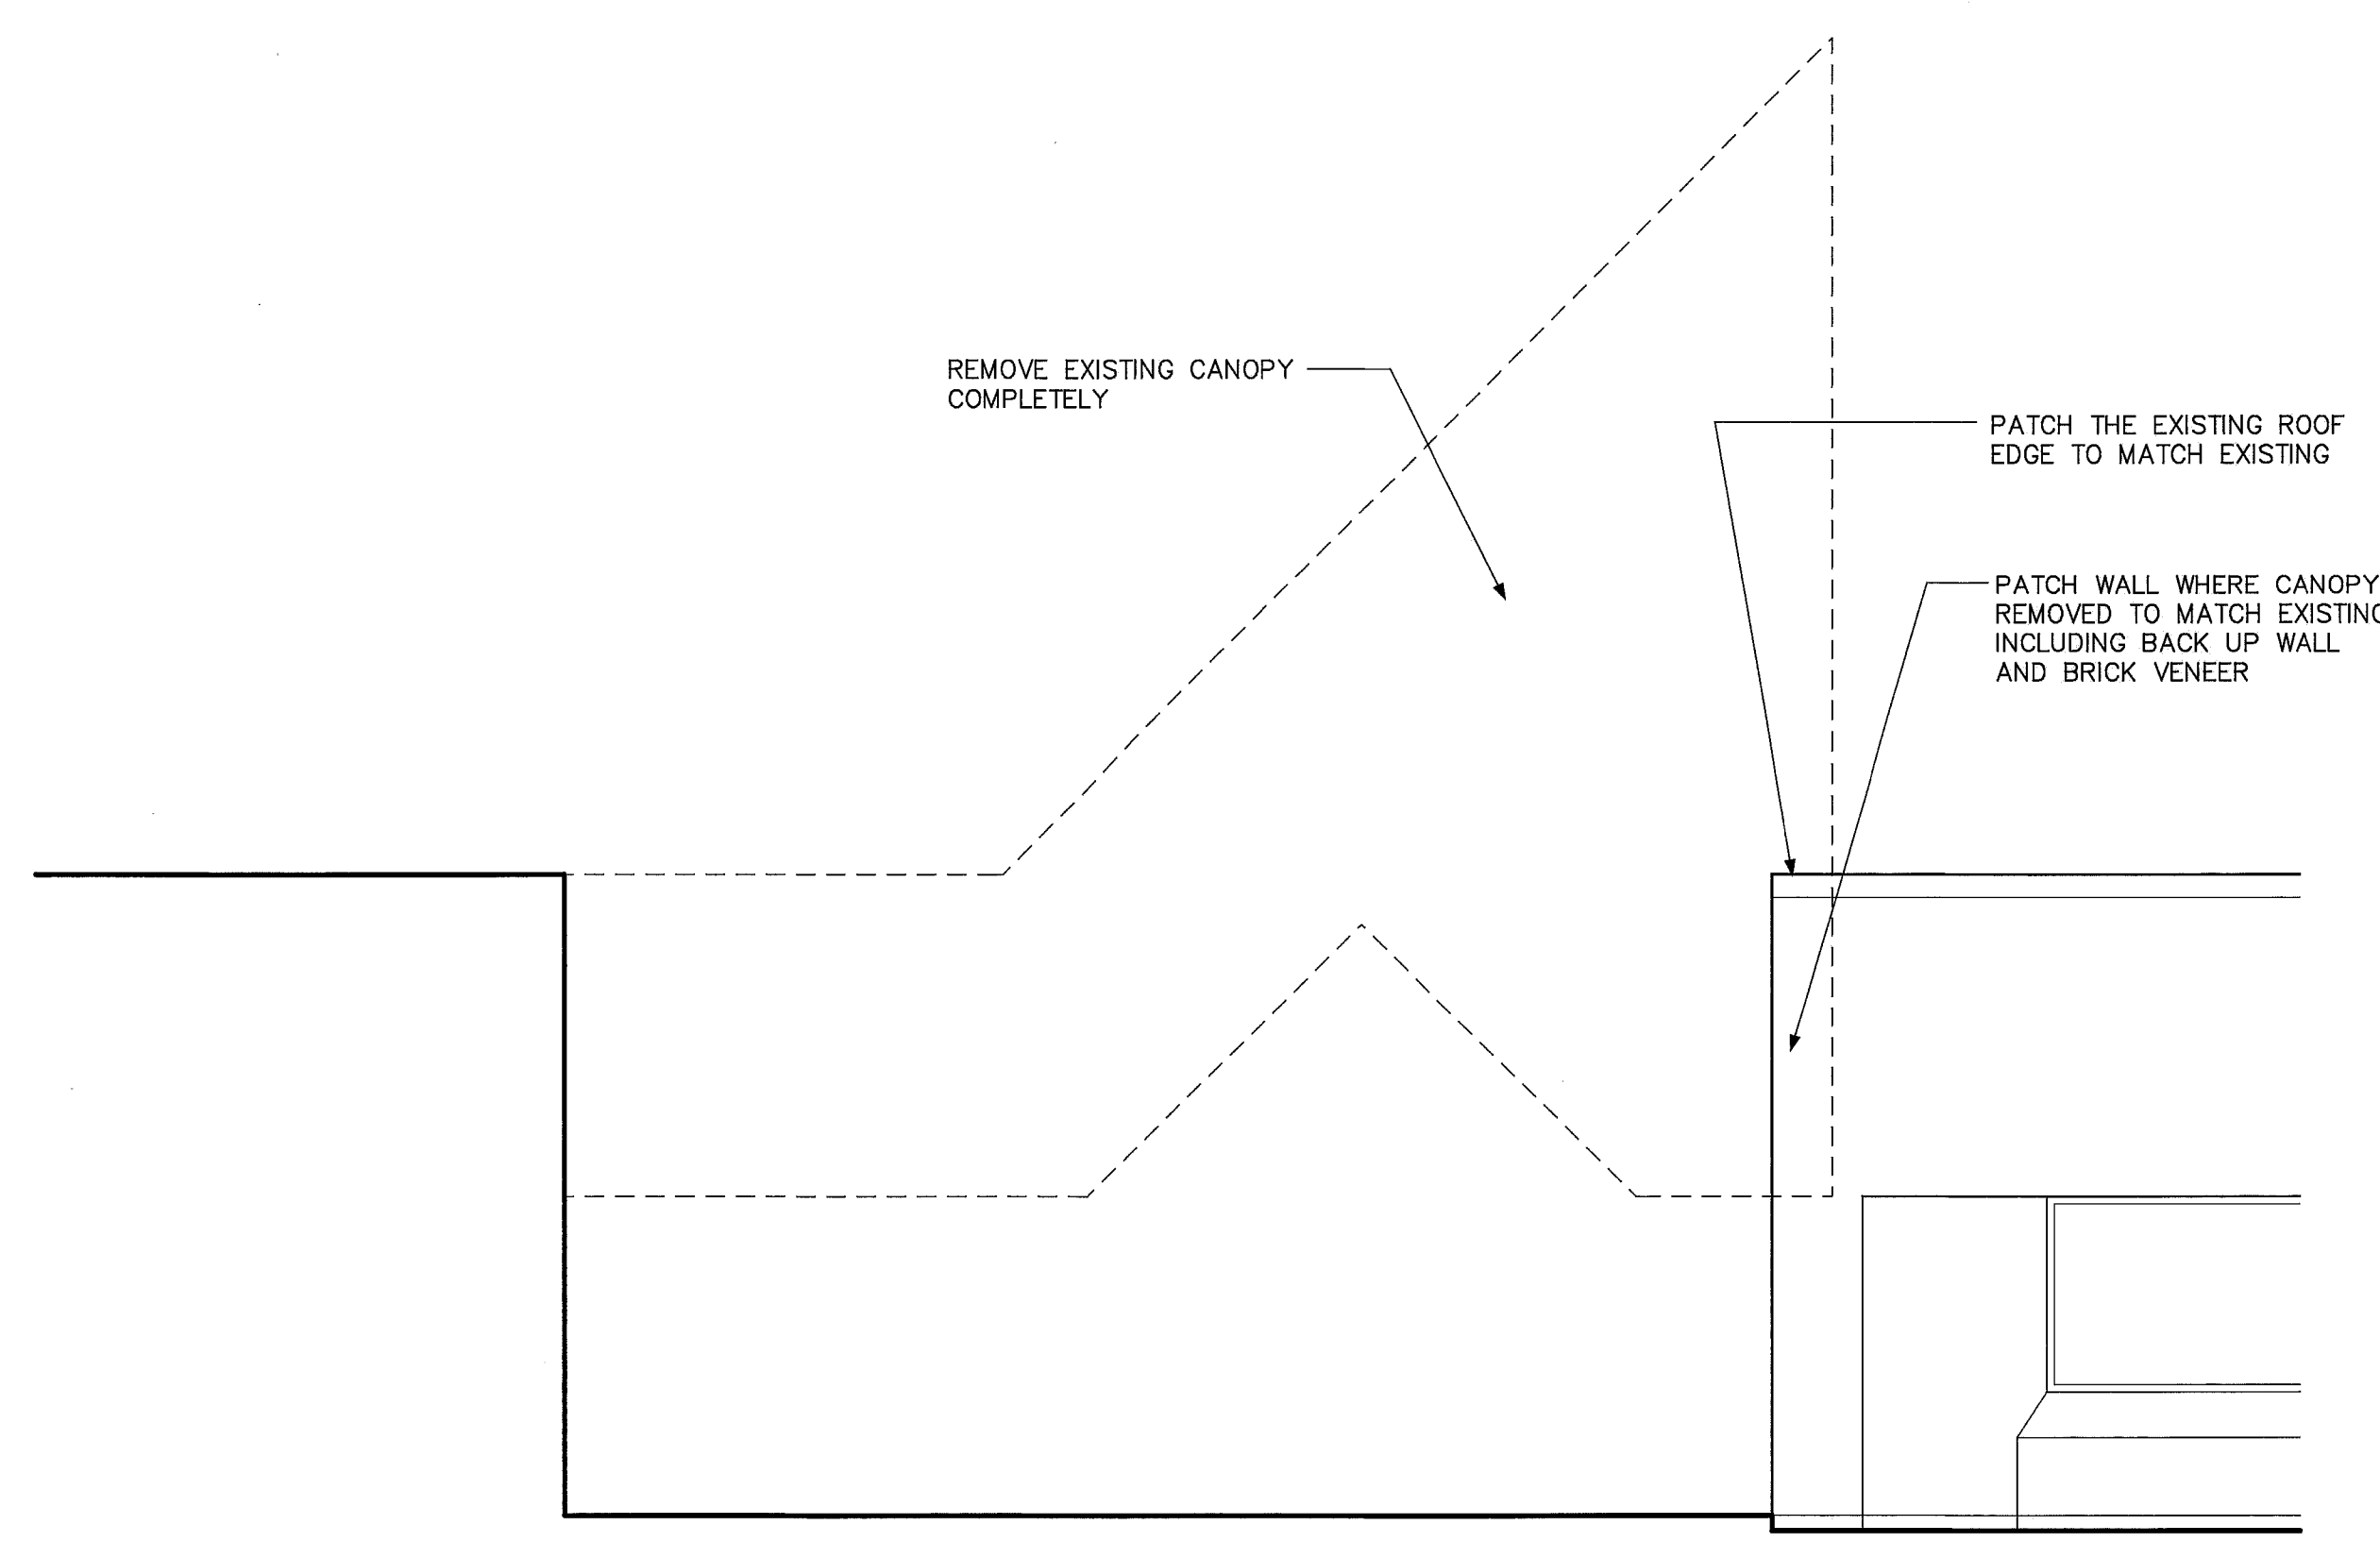 REMOVE EXISTING CANOPY
COMPLETELY
PATCH THE EXISTING ROOF
EDGE TO MATCH EXISTING
PATCH WALL WHERE CANOPY
REMOVED TO MATCH EXISTING
INCLUDING BACK UP WALL
AND BRICK VENEER